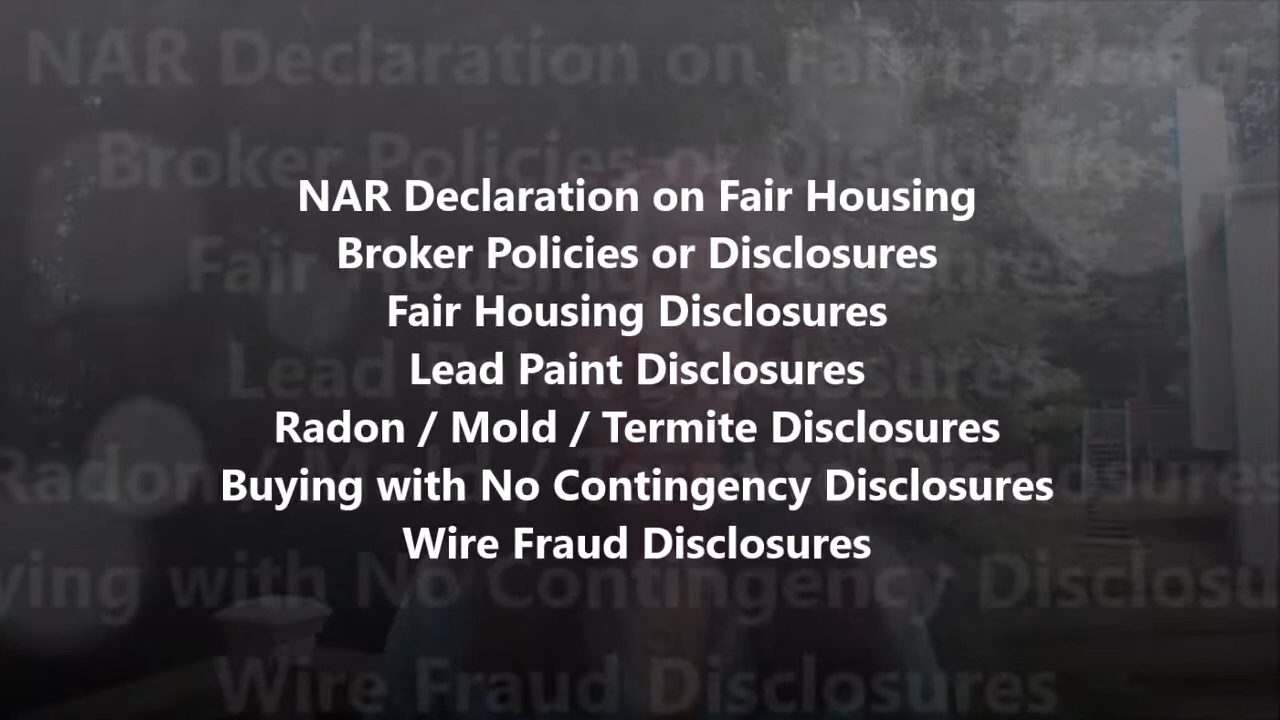 NAR Declaration on Fair Housing
Broker Policies or Disclosures
Fair Housing Disclosures
Lead Paint Disclosures
Radon / Mold / Termite Disclosures
Buying with No Contingency Disclosures
Wire Fraud Disclosures